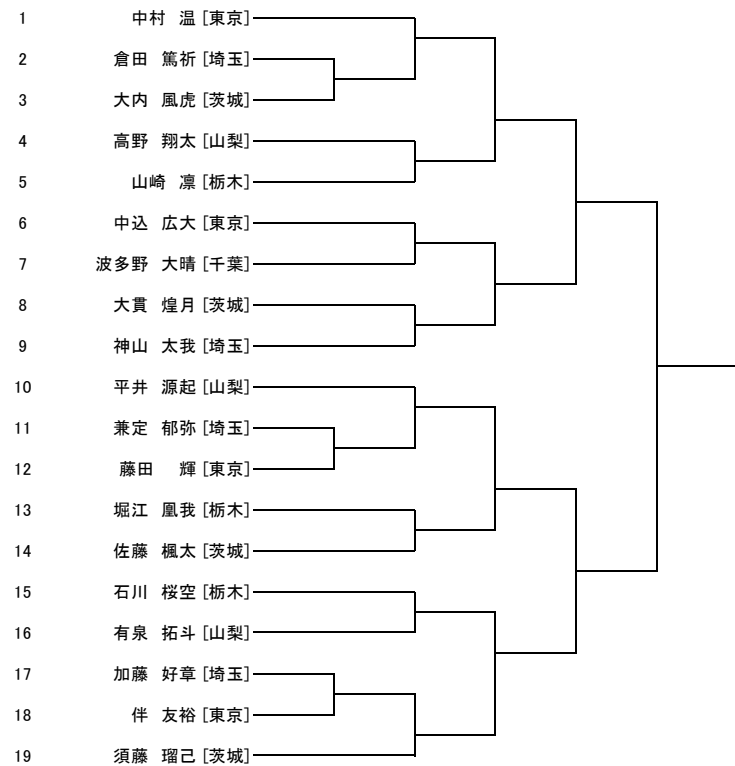 1 中村 温 [東京]
2 倉田 篤祈 [埼玉]
3 大内 風虎 [茨城]
4 高野 翔太 [山梨]
5 山崎 凛 [栃木]
6 中込 広大 [東京]
7 波多野 大晴 [千葉]
8 大貫 煌月 [茨城]
9 神山 太我 [埼玉]
10 平井 源起 [山梨]
11 兼定 郁弥 [埼玉]
12 藤田 輝 [東京]
13 堀江 凰我 [栃木]
14 佐藤 楓太 [茨城]
15 石川 桜空 [栃木]
16 有泉 拓斗 [山梨]
17 加藤 好章 [埼玉]
18 伴 友裕 [東京]
19 須藤 瑠己 [茨城]